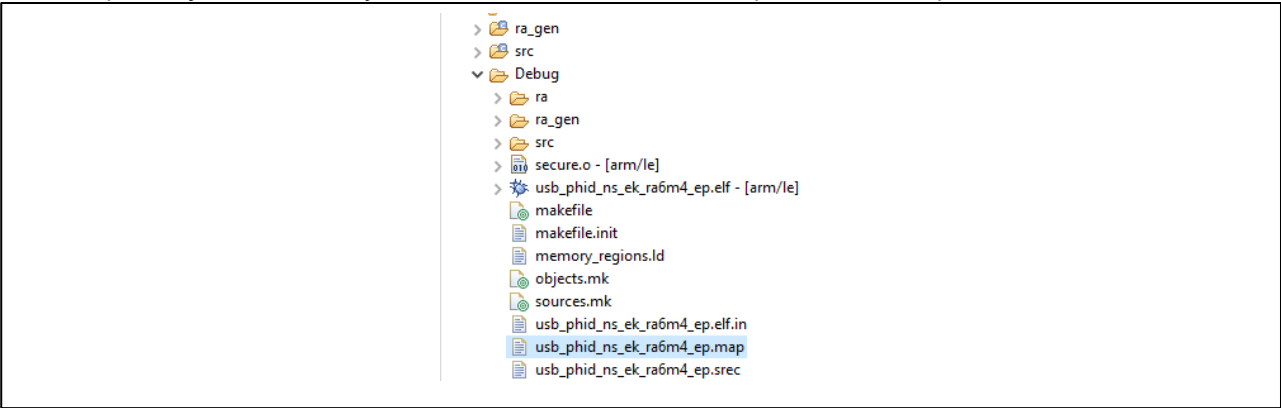 ra_gen
src
Debug
ra
ra_gen
src
secure.o - [arm/le]
usb_phid_ns_ek_ra6m4_ep.elf - [arm/le]
makefile
makefile.init
memory_regions.ld
objects.mk
sources.mk
usb_phid_ns_ek_ra6m4_ep.elf.in
usb_phid_ns_ek_ra6m4_ep.map
usb_phid_ns_ek_ra6m4_ep.srec